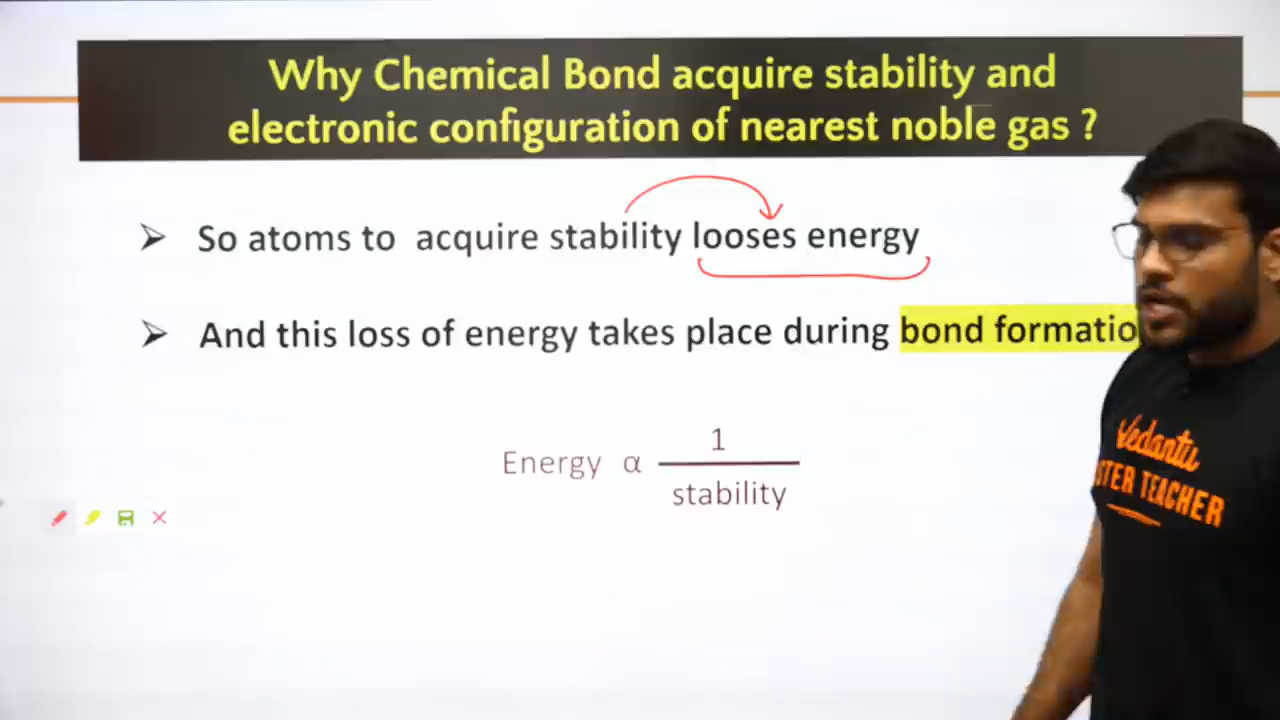 Why Chemical Bond acquire stability and
electronic configuration of nearest noble gas ?
➢ So atoms to acquire stability looses energy
➢ And this loss of energy takes place during bond formatio
Energy α 1
stability
Vedantu
STER TEACHER